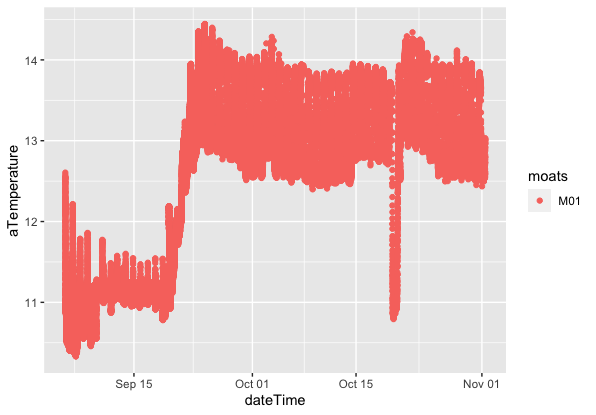 14
13
12
11
aTemperature
Sep 15
Oct 01
Oct 15
Nov 01
dateTime
moats
M01